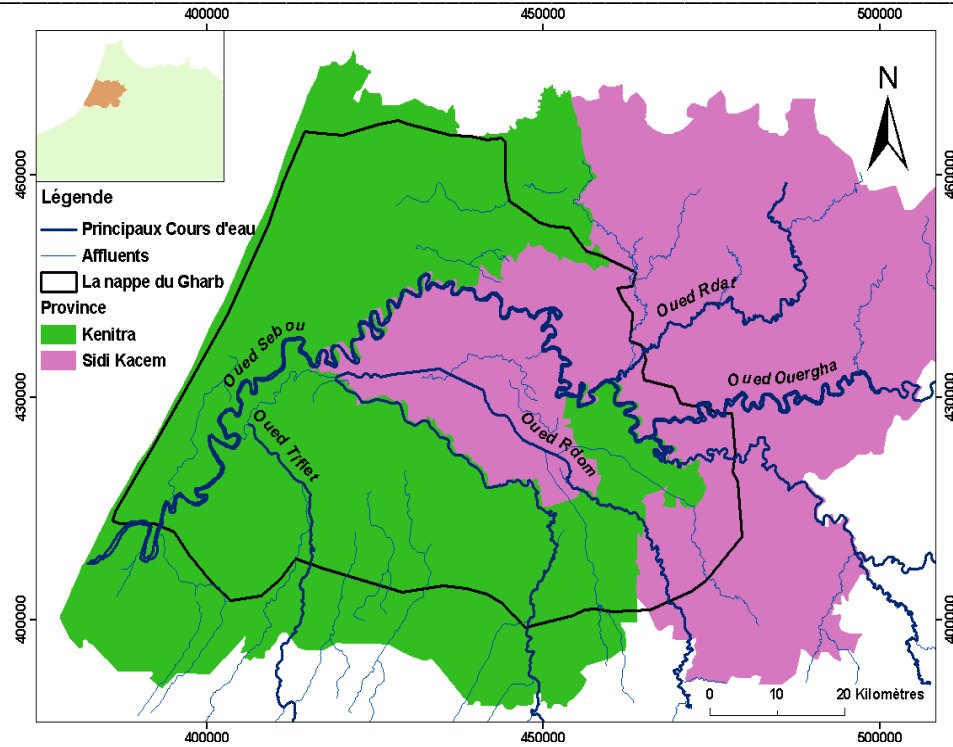 400000 450000 500000
N
460000 460000
Légende
Principaux Cours d'eau
Affluents
La nappe du Gharb
Province
Kenitra
Sidi Kacem
Oued Sebou
Oued Rdat
Oued Ouergha
430000 430000
Oued Tiflet
Oued Rdom
400000 400000
0 10 20 Kilomètres
400000 450000 500000